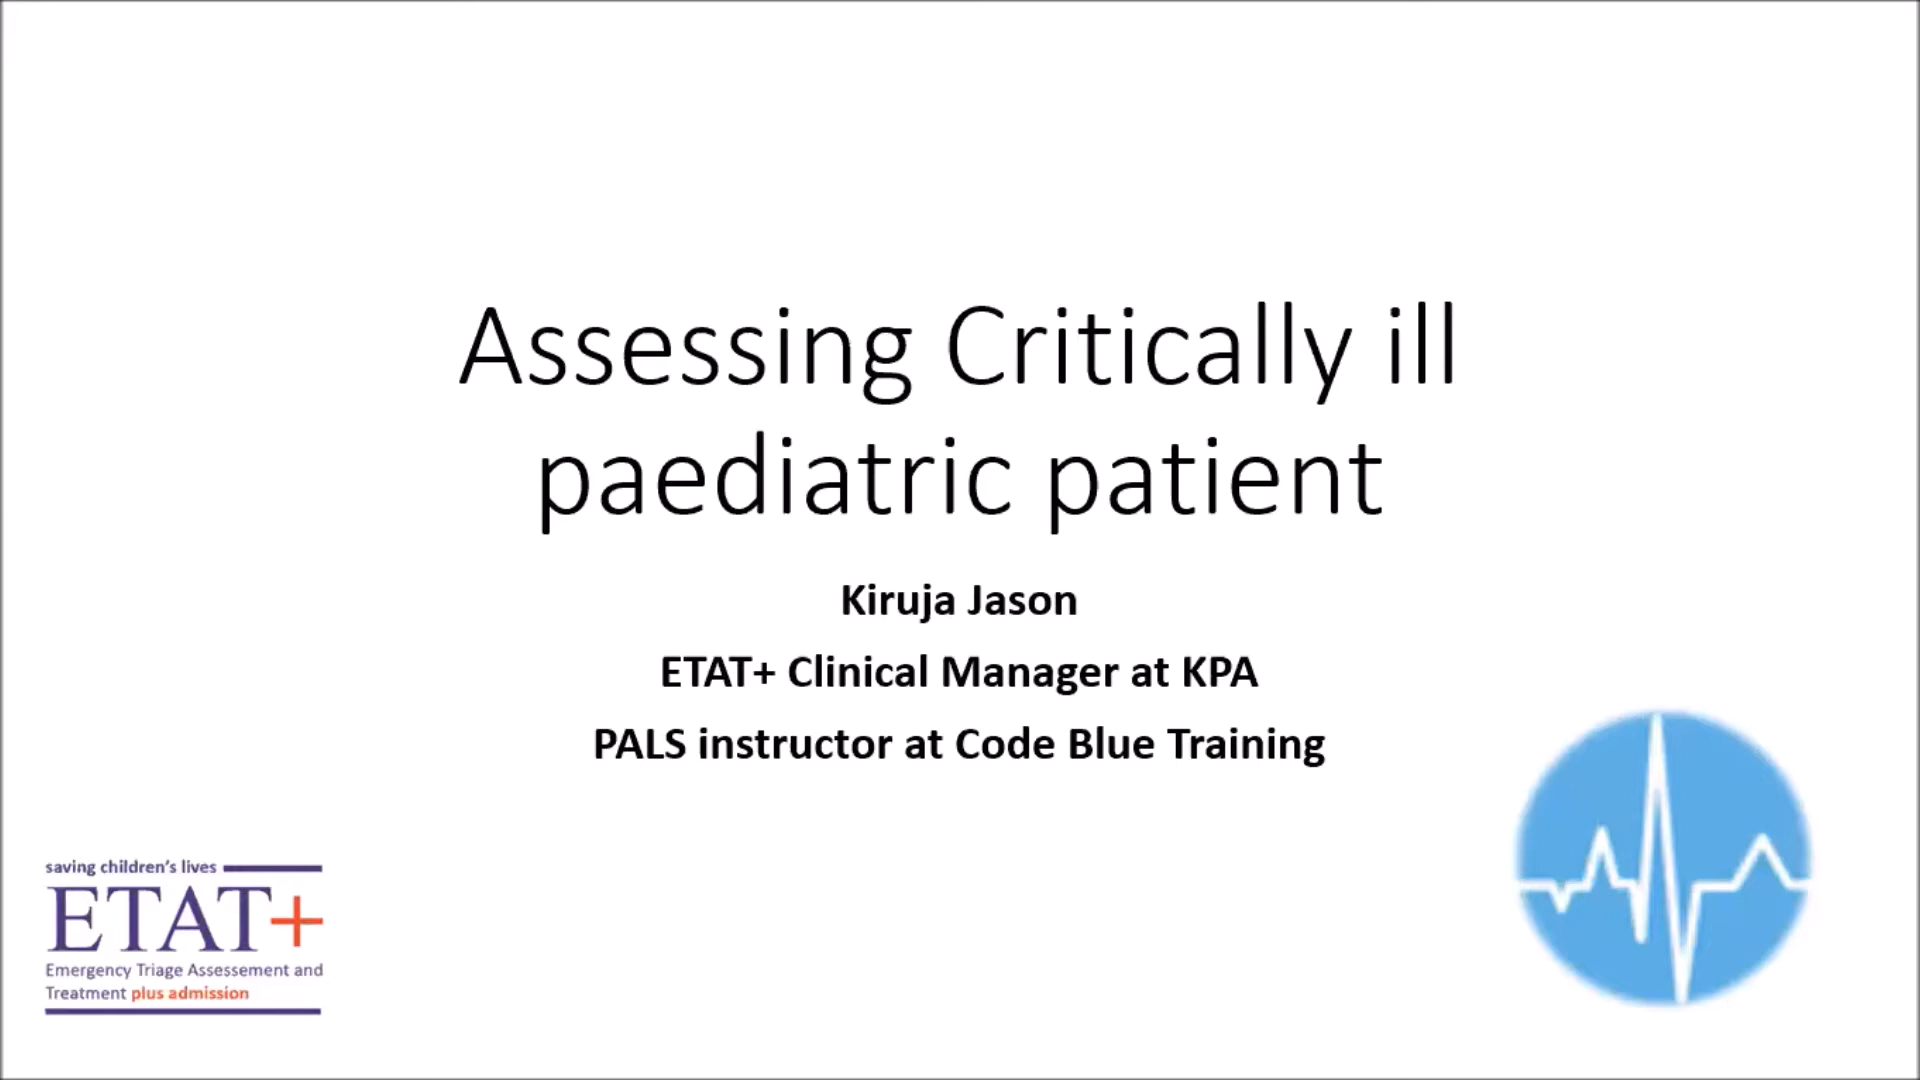 Assessing Critically ill
paediatric patient
Kiruja Jason
ETAT+ Clinical Manager at KPA
PALS instructor at Code Blue Training
saving children's lives
ETAT+
Emergency Triage Assessement and
Treatment plus admission